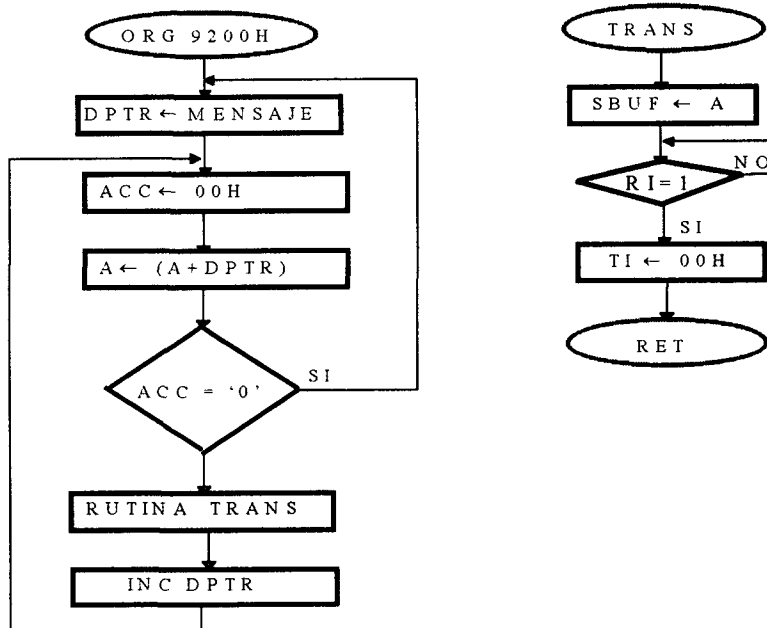 ORG 9200H
DPTR ← MENSAJE
ACC ← 00H
A ← (A+DPTR)
ACC = '0'
SI
RUTINA TRANS
INC DPTR
TRANS
SBUF ← A
RI=1
NO
SI
TI ← 00H
RET